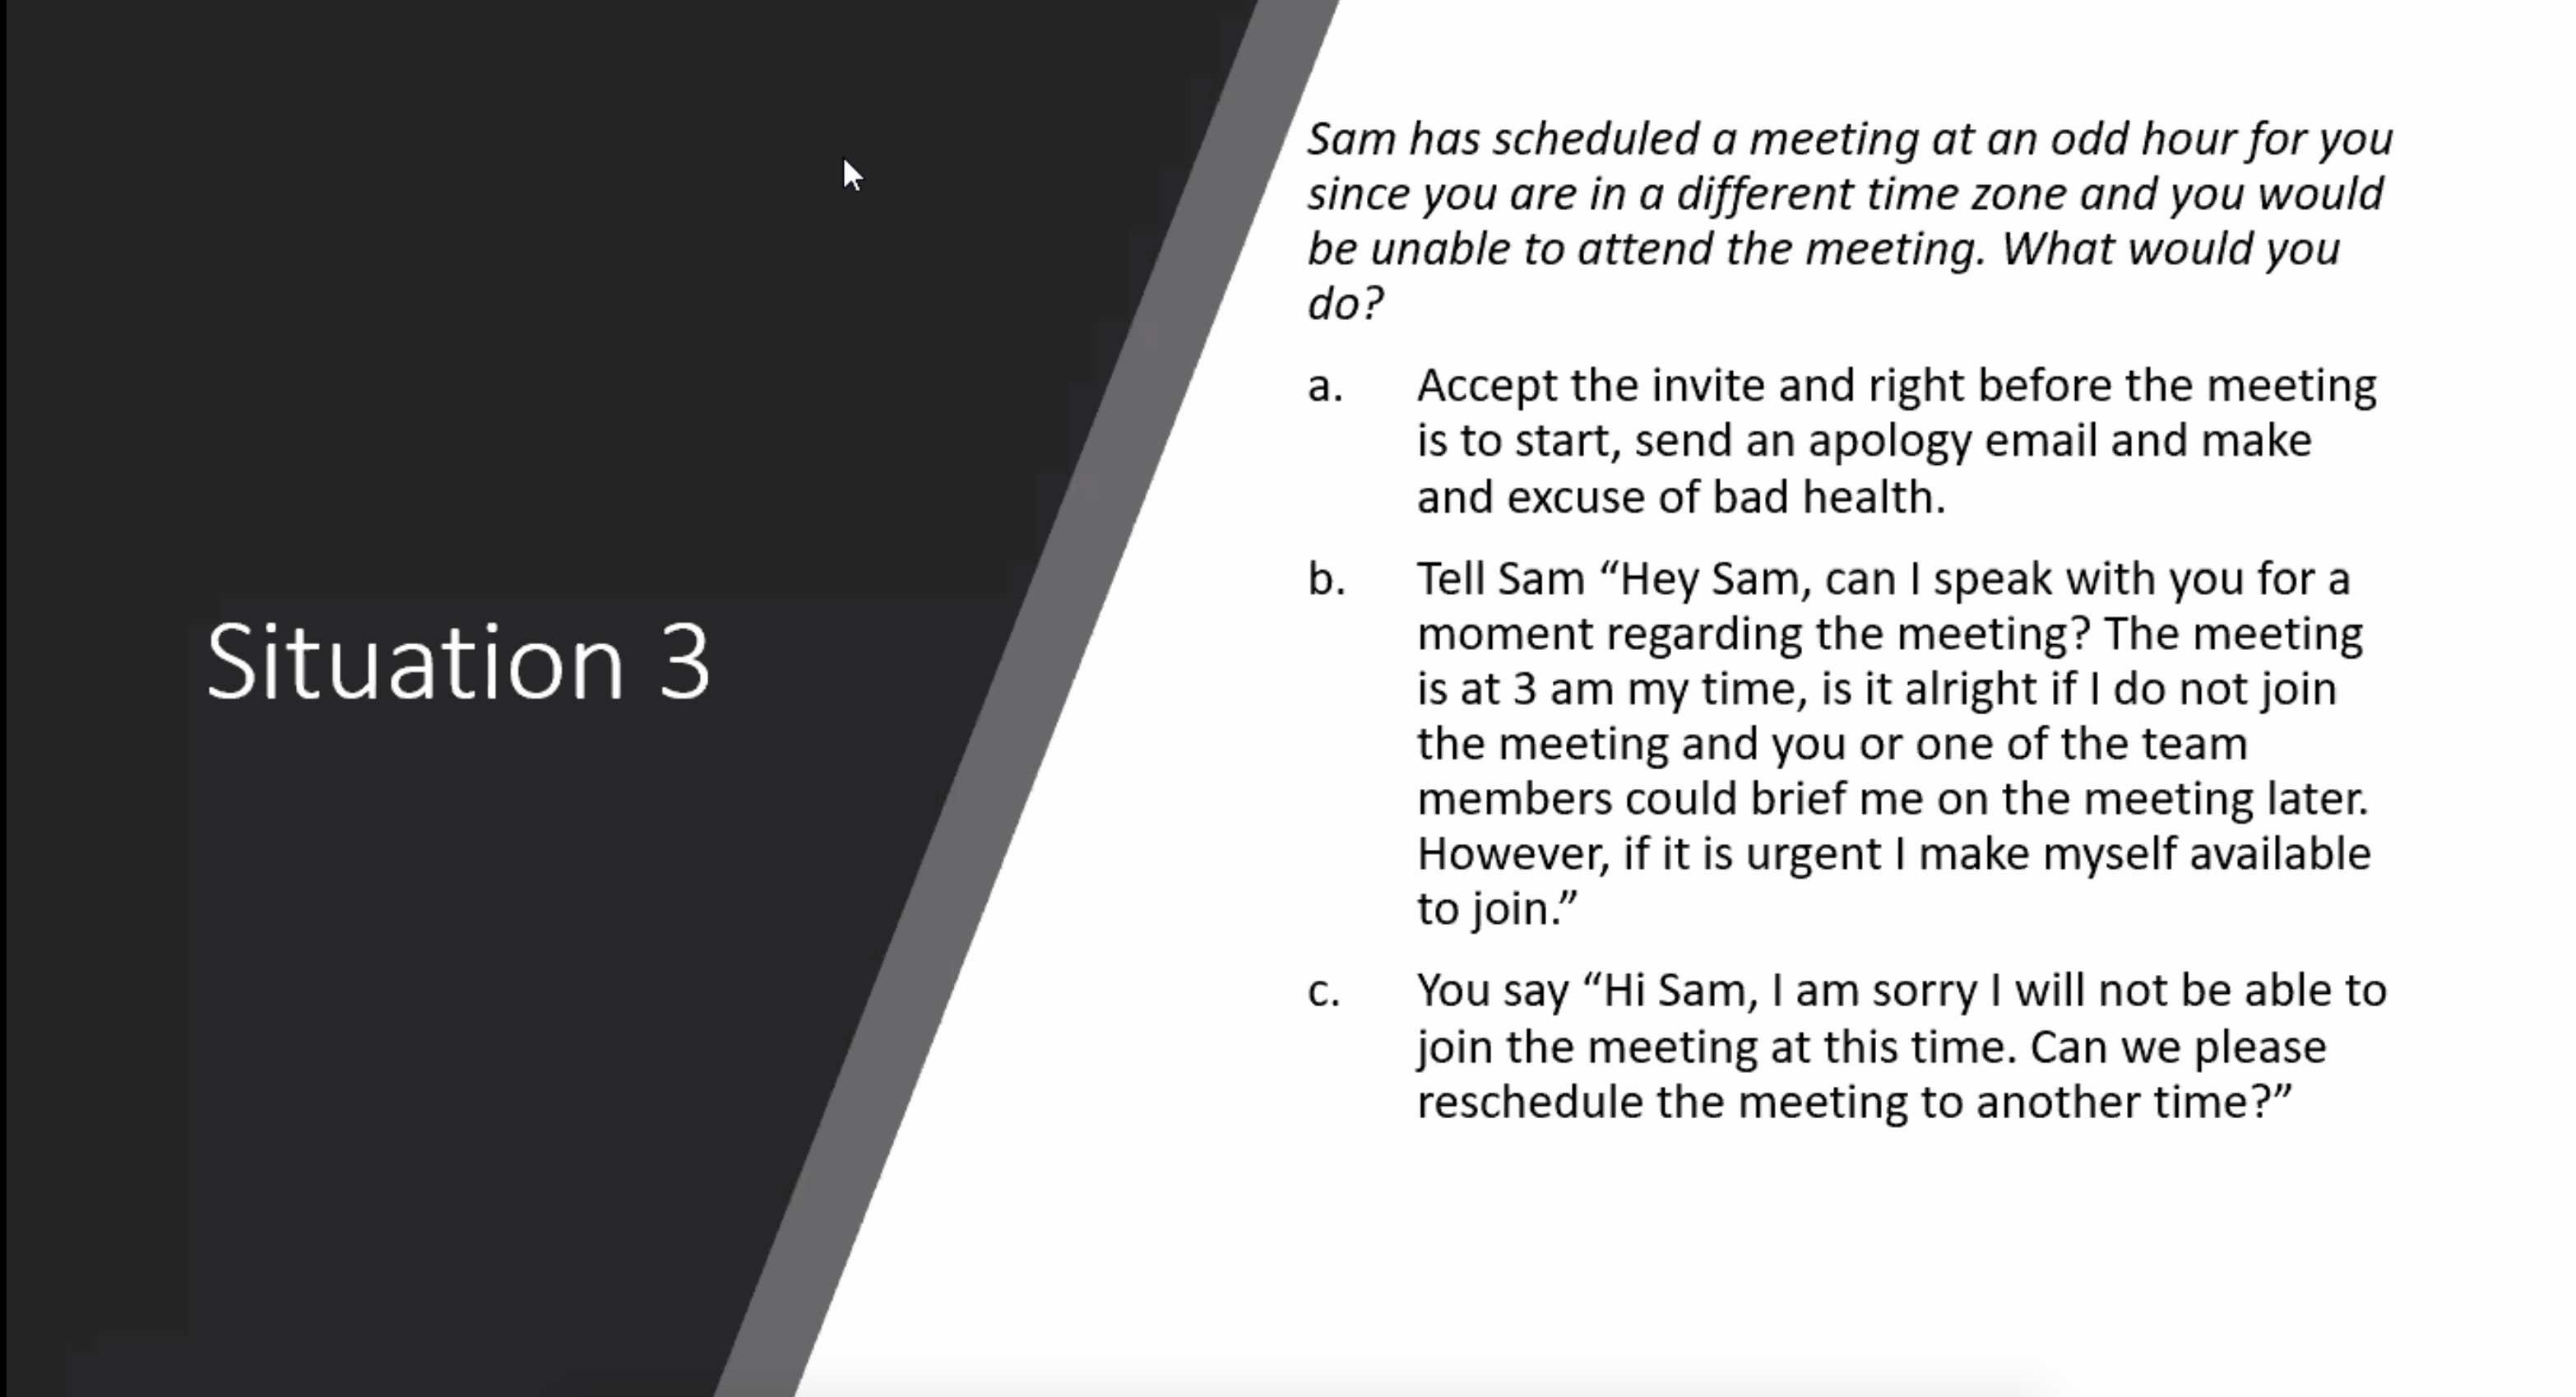 Situation 3
Sam has scheduled a meeting at an odd hour for you
since you are in a different time zone and you would
be unable to attend the meeting. What would you
do?
a. Accept the invite and right before the meeting
is to start, send an apology email and make
and excuse of bad health.
b. Tell Sam “Hey Sam, can I speak with you for a
moment regarding the meeting? The meeting
is at 3 am my time, is it alright if I do not join
the meeting and you or one of the team
members could brief me on the meeting later.
However, if it is urgent I make myself available
to join.”
c. You say “Hi Sam, I am sorry I will not be able to
join the meeting at this time. Can we please
reschedule the meeting to another time?”